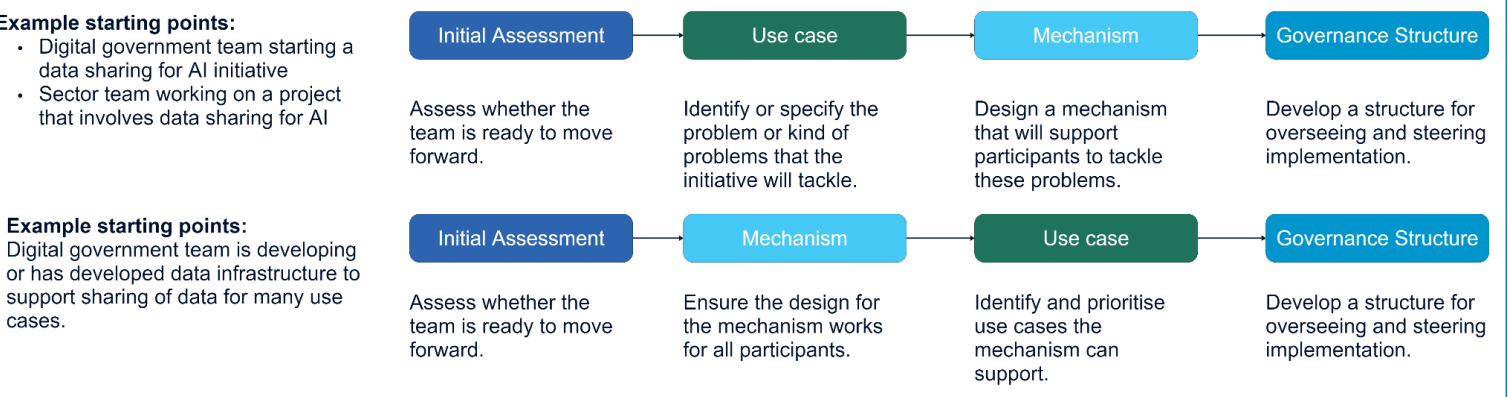 Example starting points:
• Digital government team starting a
data sharing for AI initiative
• Sector team working on a project
that involves data sharing for AI
Initial Assessment
Use case
Mechanism
Governance Structure
Assess whether the
team is ready to move
forward.
Identify or specify the
problem or kind of
problems that the
initiative will tackle.
Design a mechanism
that will support
participants to tackle
these problems.
Develop a structure for
overseeing and steering
implementation.
Example starting points:
Digital government team is developing
or has developed data infrastructure to
support sharing of data for many use
cases.
Initial Assessment
Mechanism
Use case
Governance Structure
Assess whether the
team is ready to move
forward.
Ensure the design for
the mechanism works
for all participants.
Identify and prioritise
use cases the
mechanism can
support.
Develop a structure for
overseeing and steering
implementation.